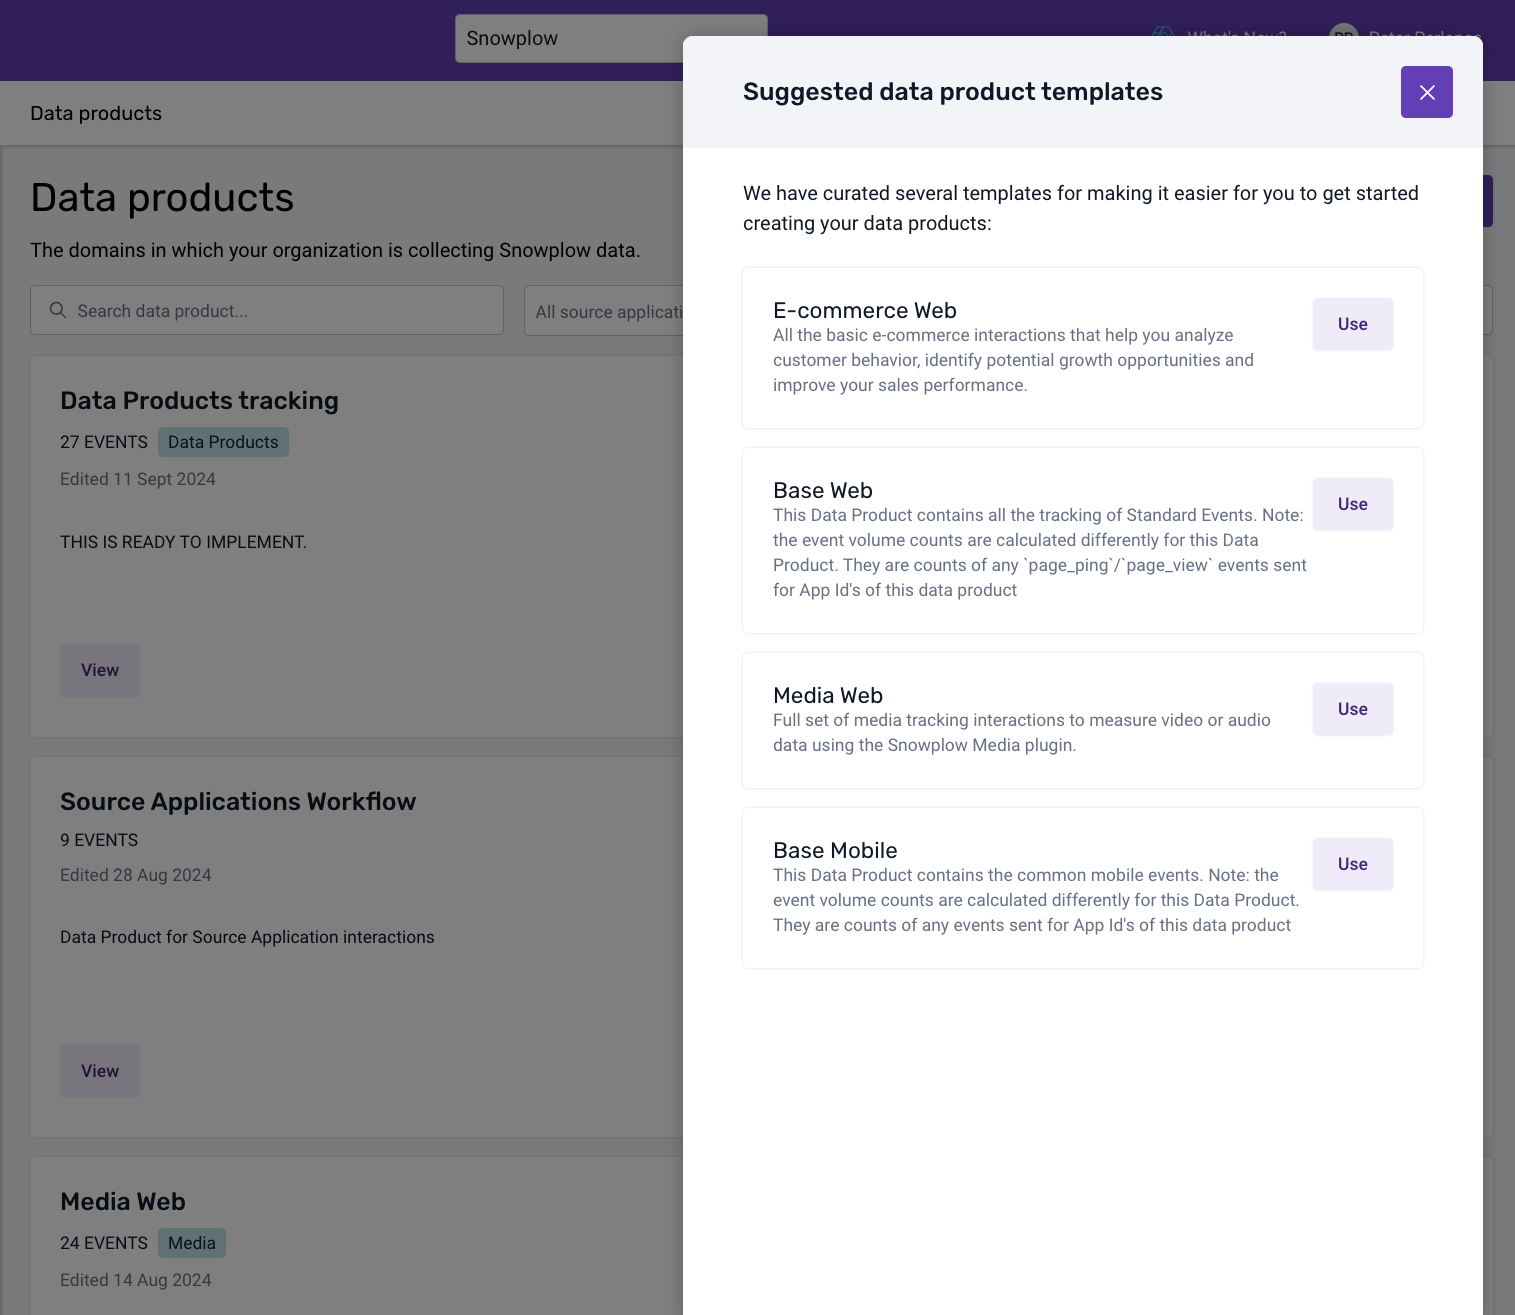 Snowplow
What's New?
Data products
Data products
The domains in which your organization is collecting Snowplow data.
Search data product...
All source applicati
Data Products tracking
27 EVENTS Data Products
Edited 11 Sept 2024
THIS IS READY TO IMPLEMENT.
View
Source Applications Workflow
9 EVENTS
Edited 28 Aug 2024
Data Product for Source Application interactions
View
Media Web
24 EVENTS Media
Edited 14 Aug 2024
Suggested data product templates
We have curated several templates for making it easier for you to get started
creating your data products:
E-commerce Web
All the basic e-commerce interactions that help you analyze
customer behavior, identify potential growth opportunities and
improve your sales performance.
Use
Base Web
This Data Product contains all the tracking of Standard Events. Note:
the event volume counts are calculated differently for this Data
Product. They are counts of any `page_ping`/`page_view` events sent
for App Id's of this data product
Use
Media Web
Full set of media tracking interactions to measure video or audio
data using the Snowplow Media plugin.
Use
Base Mobile
This Data Product contains the common mobile events. Note: the
event volume counts are calculated differently for this Data Product.
They are counts of any events sent for App Id's of this data product
Use